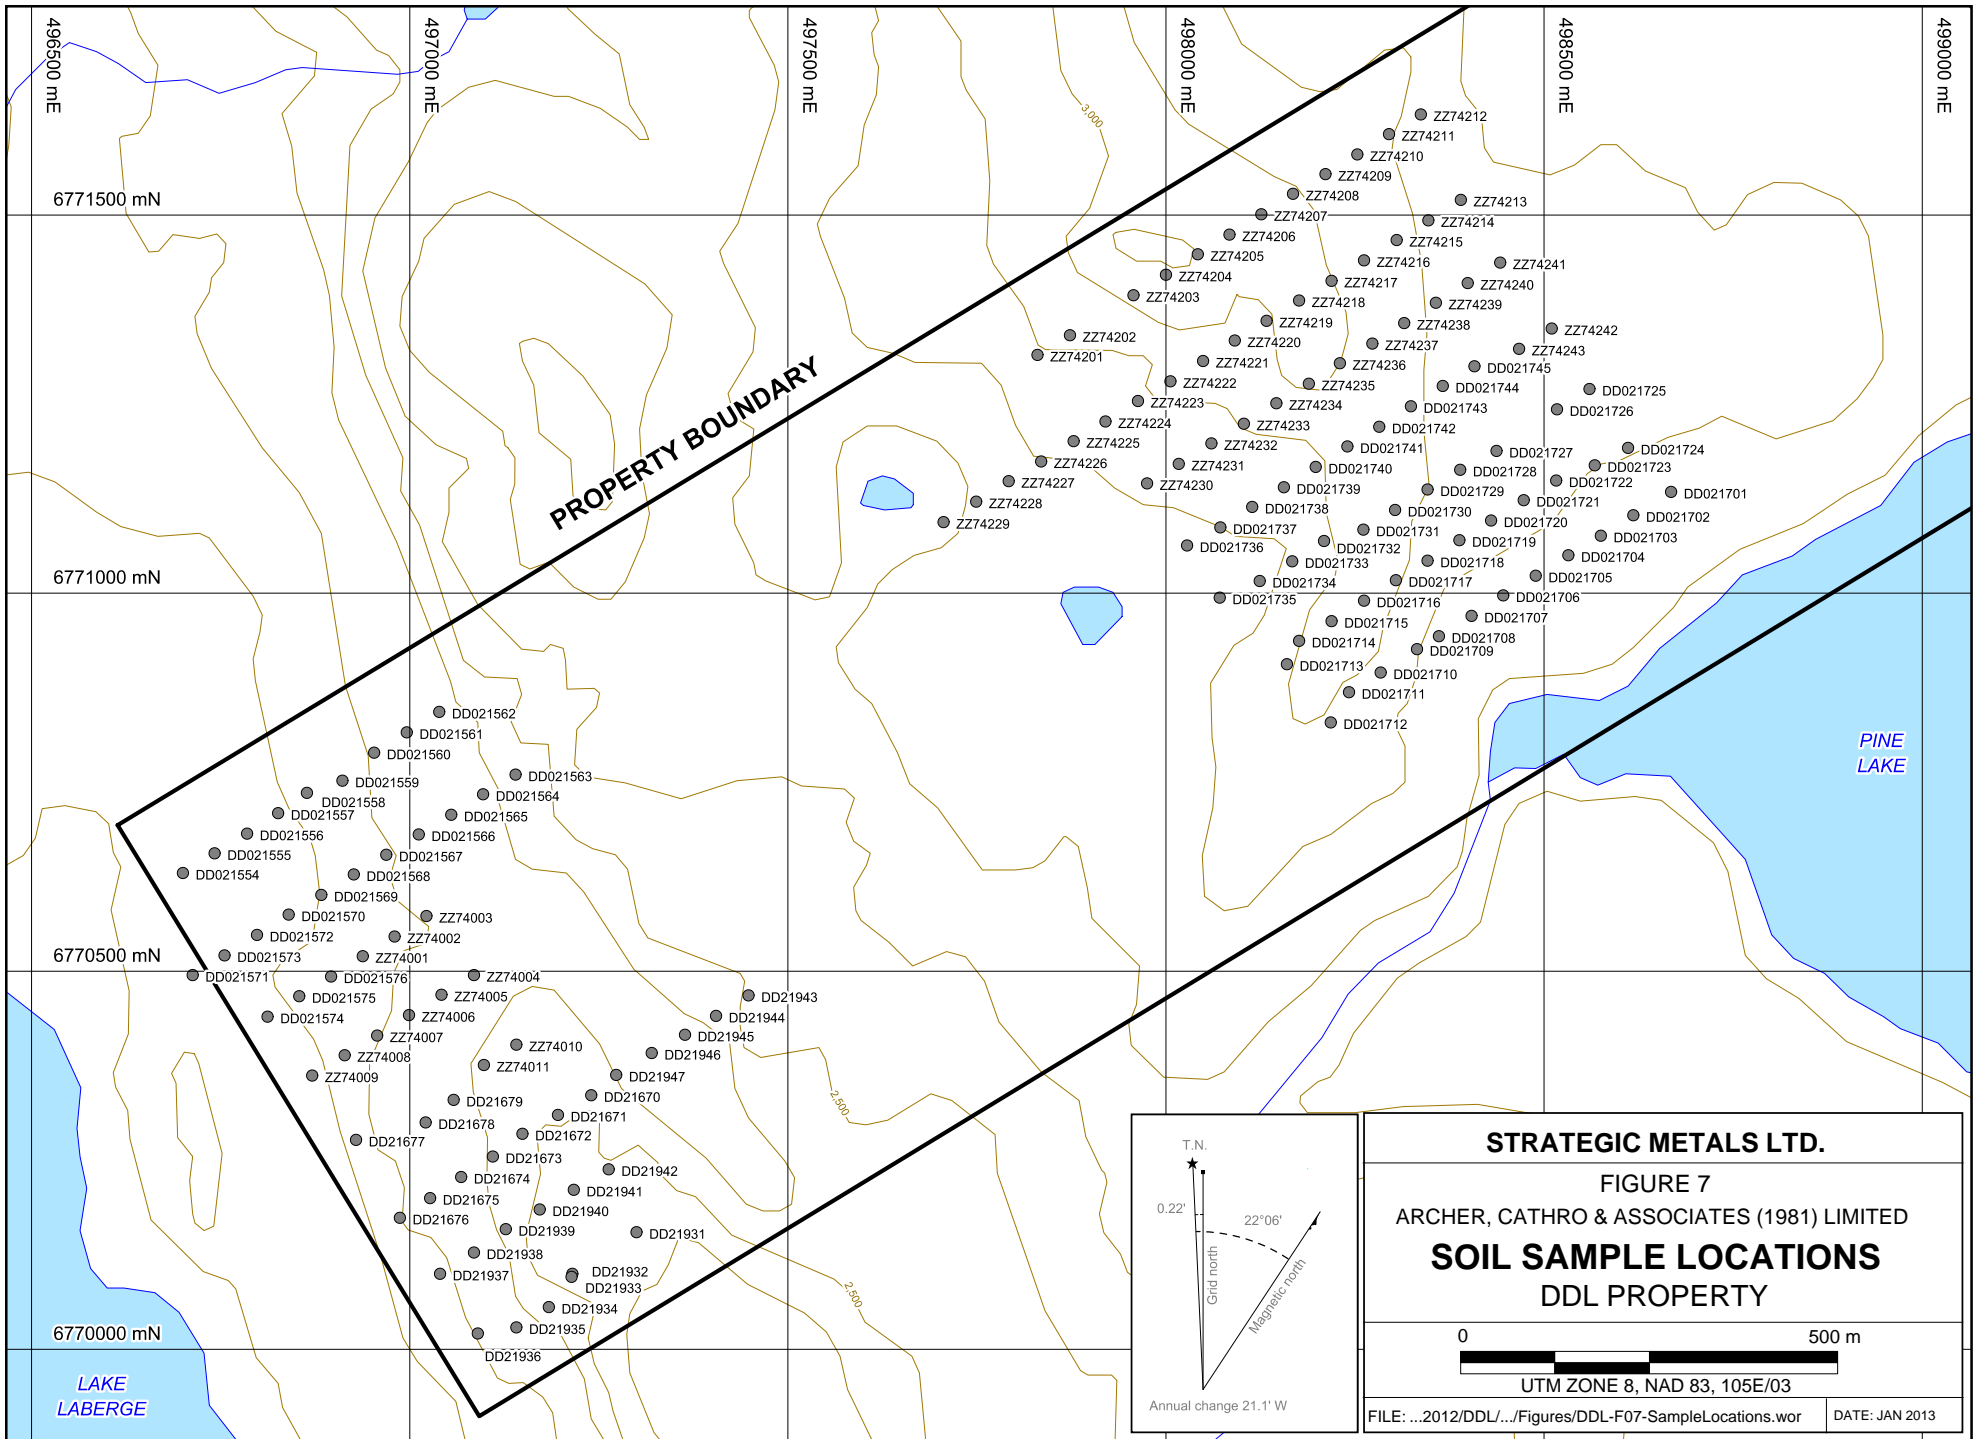 496500 mE
497000 mE
497500 mE
498000 mE
498500 mE
499000 mE
3,000
ZZ74212
ZZ74211
ZZ74210
ZZ74209
ZZ74208
6771500 mN
ZZ74213
ZZ74207
ZZ74214
ZZ74206
ZZ74215
ZZ74205
ZZ74216
ZZ74241
ZZ74204
ZZ74217
ZZ74240
ZZ74203
ZZ74218
ZZ74239
ZZ74219
ZZ74238
ZZ74242
ZZ74202
ZZ74220
ZZ74237
ZZ74243
ZZ74201
ZZ74221
ZZ74236
DD021745
ZZ74222
ZZ74235
DD021744
DD021725
ZZ74223
ZZ74234
DD021743
DD021726
ZZ74224
ZZ74233
DD021742
PROPERTY BOUNDARY
ZZ74225
ZZ74232
DD021741
DD021727
DD021724
ZZ74226
ZZ74231
DD021740
DD021728
DD021723
ZZ74227
ZZ74230
DD021739
DD021729
DD021722
DD021701
ZZ74228
DD021738
DD021730
DD021721
DD021702
ZZ74229
DD021737
DD021731
DD021720
DD021703
DD021736
DD021732
DD021719
DD021704
DD021733
DD021718
DD021705
6771000 mN
DD021734
DD021717
DD021706
DD021735
DD021716
DD021707
DD021715
DD021708
DD021714
DD021709
DD021713
DD021710
DD021711
DD021712
PINE
LAKE
DD021562
DD021561
DD021560
DD021563
DD021559
DD021564
DD021558
DD021565
DD021557
DD021566
DD021556
DD021567
DD021555
DD021568
DD021554
DD021569
DD021570
ZZ74003
DD021572
ZZ74002
6770500 mN
DD021573
ZZ74001
DD021571
DD021576
ZZ74004
DD021575
ZZ74005
DD21943
DD021574
ZZ74006
DD21944
ZZ74007
DD21945
ZZ74008
ZZ74010
DD21946
ZZ74009
ZZ74011
DD21947
DD21679
DD21670
2,500
DD21678
DD21671
DD21677
DD21672
DD21673
DD21942
DD21674
DD21941
DD21675
DD21940
DD21676
DD21939
DD21931
DD21938
DD21937
DD21932
DD21933
2,500
DD21934
DD21935
6770000 mN
DD21936
LAKE
LABERGE
T.N.
0.22'
22°06'
Grid north
Magnetic north
Annual change 21.1' W
STRATEGIC METALS LTD.
FIGURE 7
ARCHER, CATHRO & ASSOCIATES (1981) LIMITED
SOIL SAMPLE LOCATIONS
DDL PROPERTY
0 500 m
UTM ZONE 8, NAD 83, 105E/03
FILE: ...2012/DDL/.../Figures/DDL-F07-SampleLocations.wor
DATE: JAN 2013